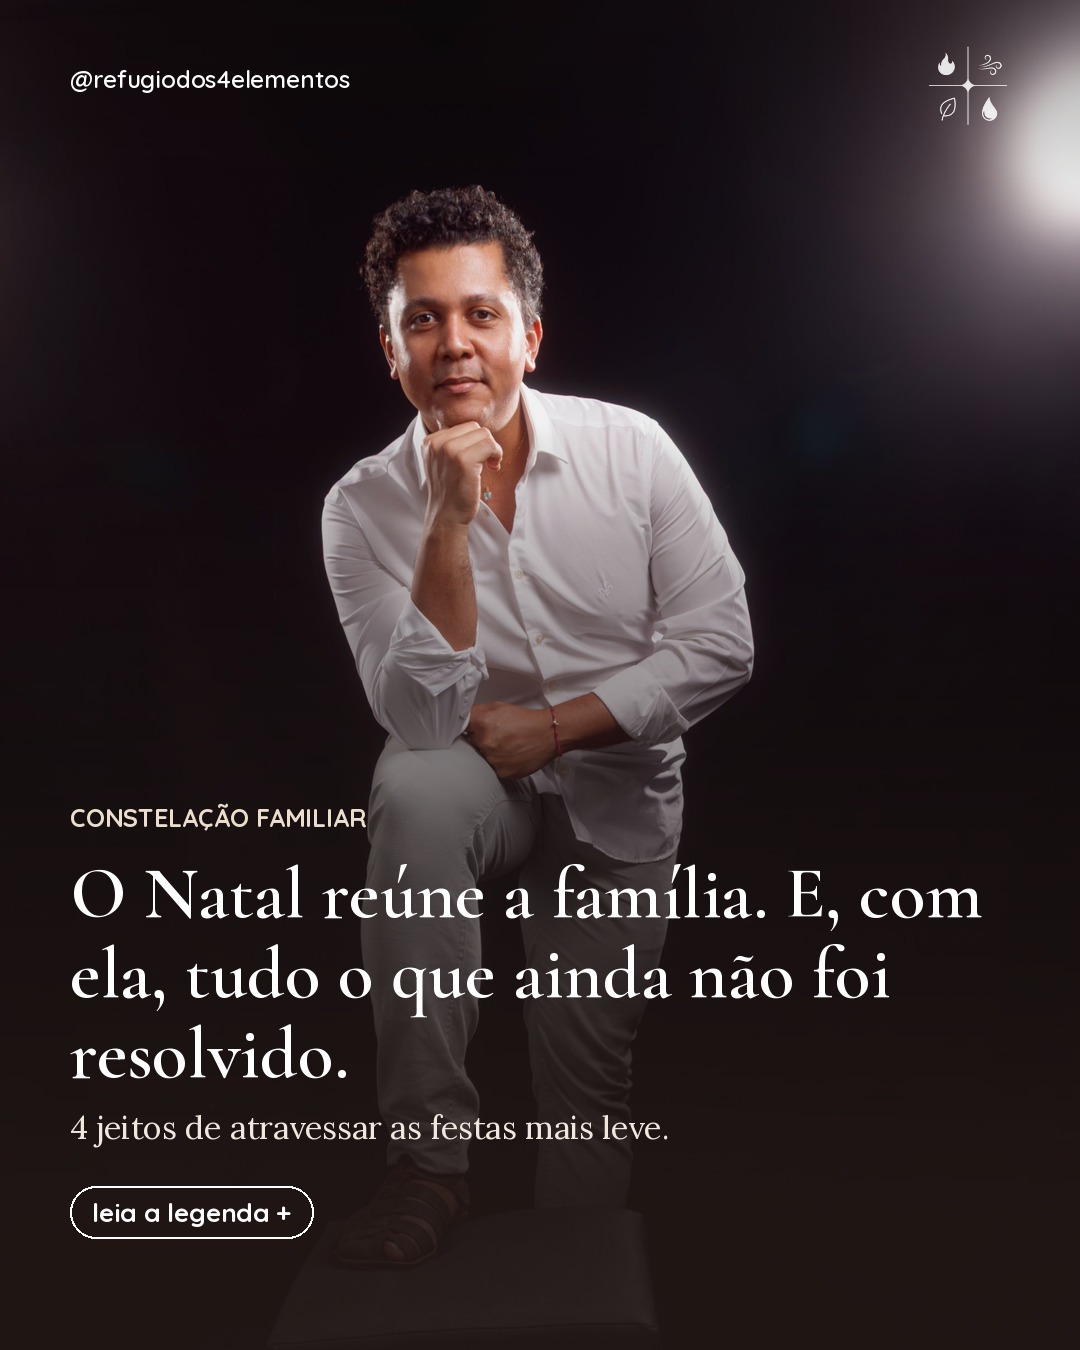 @refugiodos4elementos
CONSTELAÇÃO FAMILIAR
O Natal reúne a família. E, com
ela, tudo o que ainda não foi
resolvido.
4 jeitos de atravessar as festas mais leve.
leia a legenda +